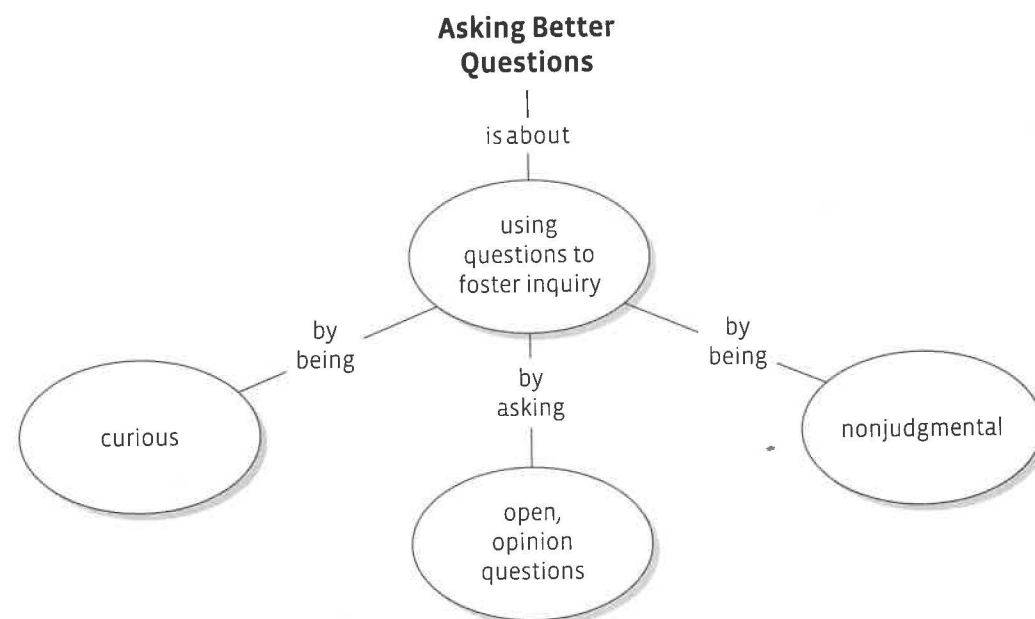 Asking Better
Questions
is about
using
questions to
foster inquiry
by
being
by
asking
by
being
curious
open,
opinion
questions
nonjudgmental